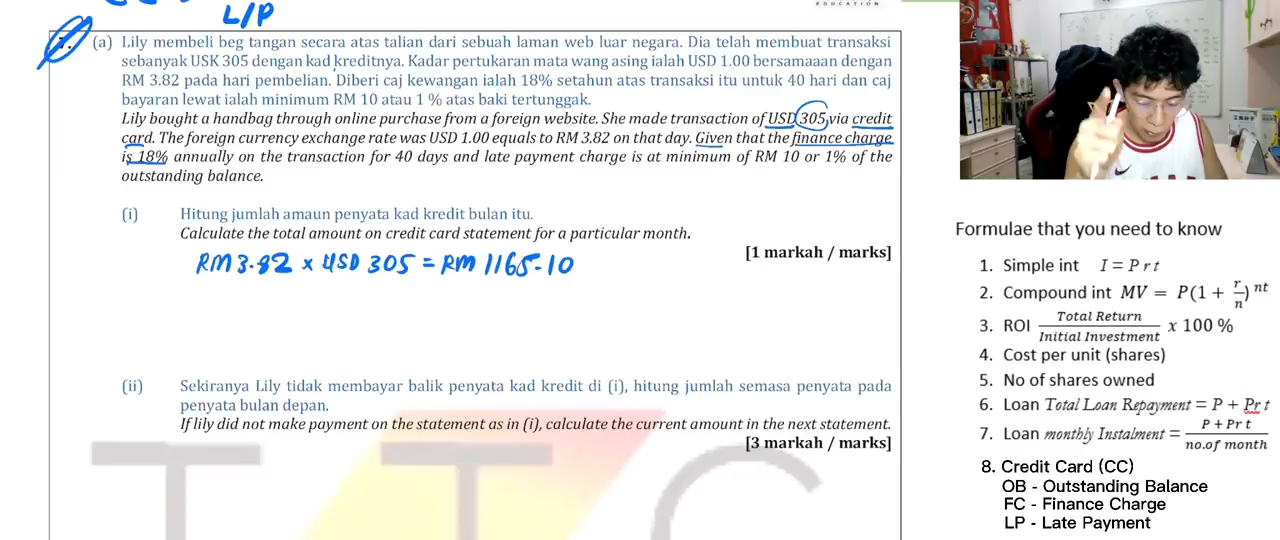 EDUCATION
L/P
7. (a) Lily membeli beg tangan secara atas talian dari sebuah laman web luar negara. Dia telah membuat transaksi
sebanyak USK 305 dengan kad kreditnya. Kadar pertukaran mata wang asing ialah USD 1.00 bersamaaan dengan
RM 3.82 pada hari pembelian. Diberi caj kewangan ialah 18% setahun atas transaksi itu untuk 40 hari dan caj
bayaran lewat ialah minimum RM 10 atau 1 % atas baki tertunggak.
Lily bought a handbag through online purchase from a foreign website. She made transaction of USD 305 via credit
card. The foreign currency exchange rate was USD 1.00 equals to RM 3.82 on that day. Given that the finance charge
is 18% annually on the transaction for 40 days and late payment charge is at minimum of RM 10 or 1% of the
outstanding balance.
(i) Hitung jumlah amaun penyata kad kredit bulan itu.
Calculate the total amount on credit card statement for a particular month.
[1 markah / marks]
RM 3.82 × USD 305 = RM 1165.10
(ii) Sekiranya Lily tidak membayar balik penyata kad kredit di (i), hitung jumlah semasa penyata pada
penyata bulan depan.
If lily did not make payment on the statement as in (i), calculate the current amount in the next statement.
[3 markah / marks]
TTC
Formulae that you need to know
1. Simple int I = P r t
2. Compound int MV = P(1 + r/n)^nt
3. ROI Total Return / Initial Investment x 100 %
4. Cost per unit (shares)
5. No of shares owned
6. Loan Total Loan Repayment = P + Pr t
7. Loan monthly Instalment = P + Pr t / no.of month
8. Credit Card (CC)
OB - Outstanding Balance
FC - Finance Charge
LP - Late Payment